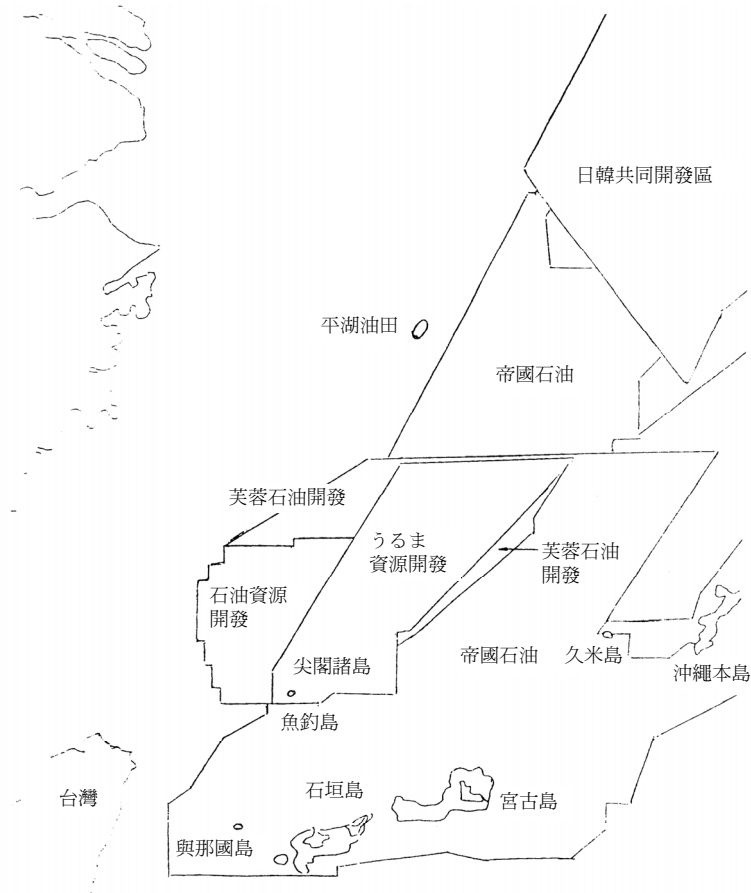 日韓共同開發區
平湖油田
帝國石油
芙蓉石油開發
うるま
資源開發
芙蓉石油
開發
石油資源
開發
帝國石油
久米島
尖閣諸島
沖繩本島
魚釣島
石垣島
台灣
宮古島
與那國島